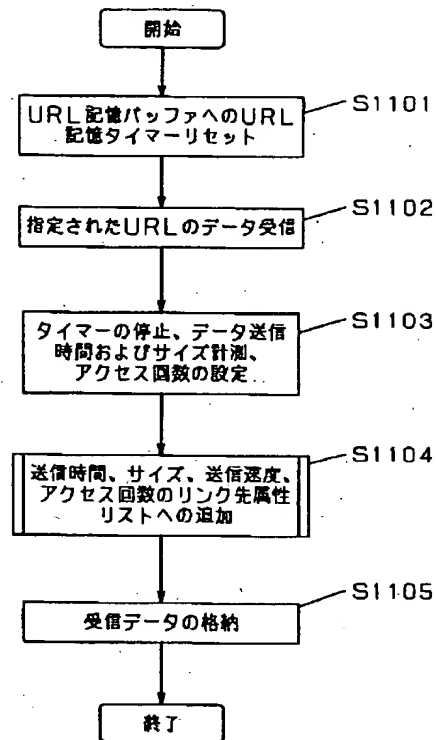 開始
URL記憶バッファへのURL
記憶タイマーリセット
S1101
指定されたURLのデータ受信
S1102
タイマーの停止、データ送信
時間およびサイズ計測、
アクセス回数の設定
S1103
送信時間、サイズ、送信速度、
アクセス回数のリンク先属性
リストへの追加
S1104
受信データの格納
S1105
終了